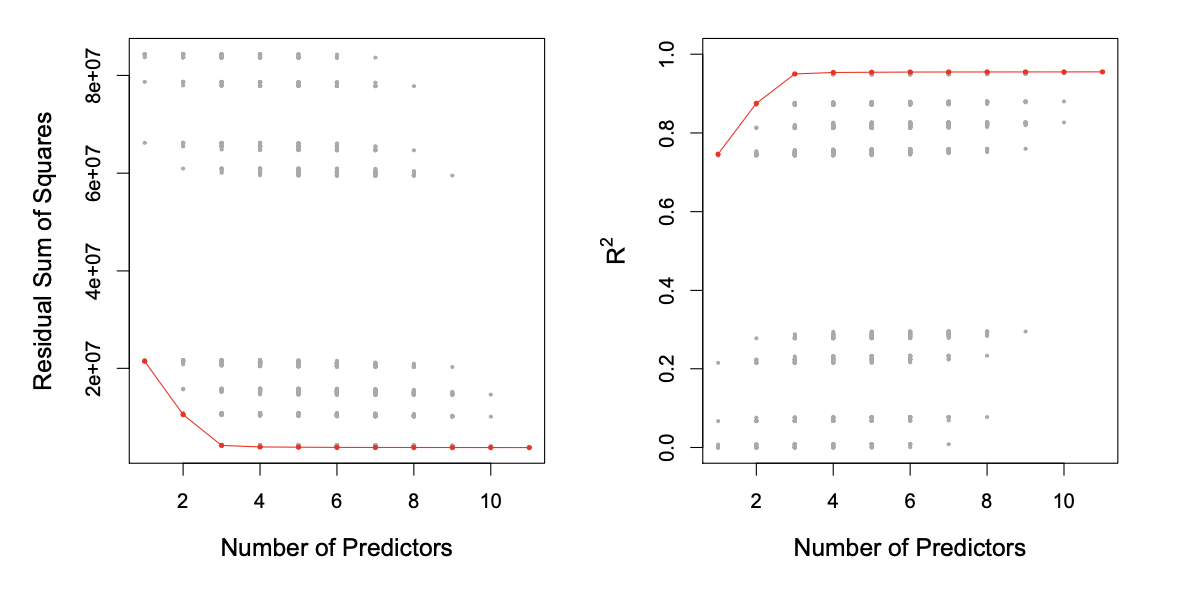 Residual Sum of Squares
8e+07
6e+07
4e+07
2e+07
2 4 6 8 10
Number of Predictors
R²
1.0
0.8
0.6
0.4
0.2
0.0
2 4 6 8 10
Number of Predictors